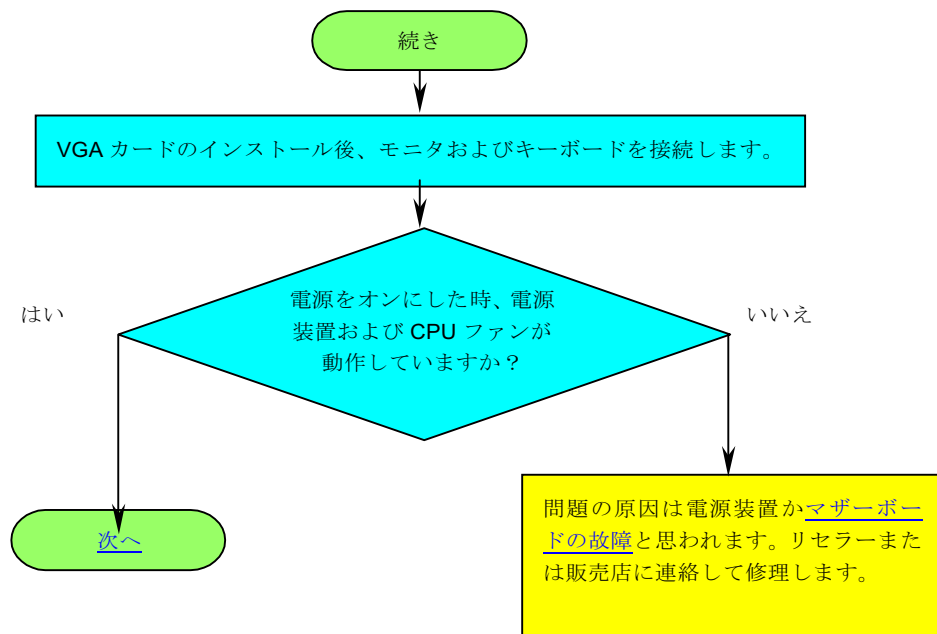 続き
VGA カードのインストール後、モニタおよびキーボードを接続します。
電源をオンにした時、電源
装置および CPU ファンが
動作していますか？
はい
いいえ
次へ
問題の原因は電源装置かマザーボー
ドの故障と思われます。リセラーまた
は販売店に連絡して修理します。